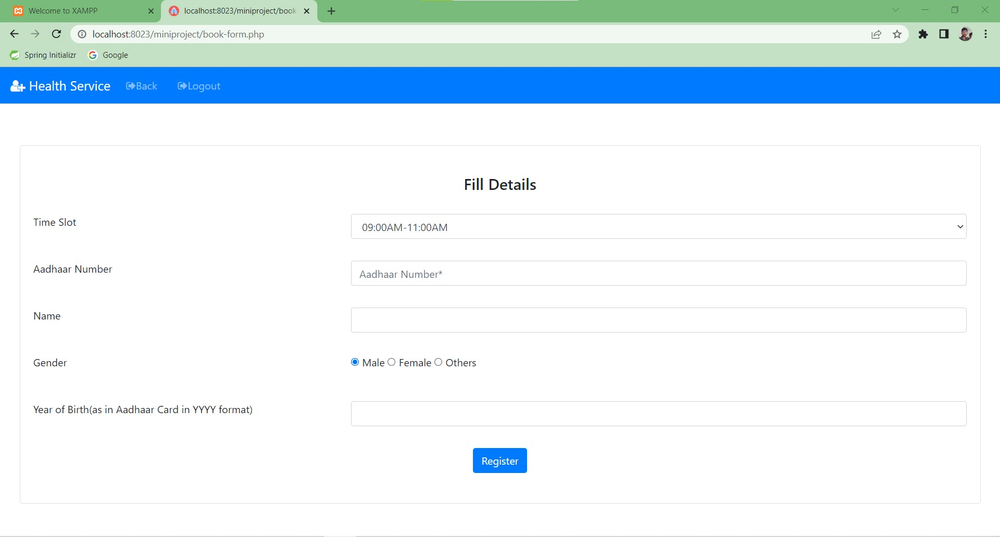 Welcome to XAMPP
localhost:8023/miniproject/book
localhost:8023/miniproject/book-form.php
Spring Initializr Google
Health Service Back Logout
Fill Details
Time Slot 09:00AM-11:00AM
Aadhaar Number Aadhaar Number*
Name
Gender Male Female Others
Year of Birth(as in Aadhaar Card in YYYY format)
Register